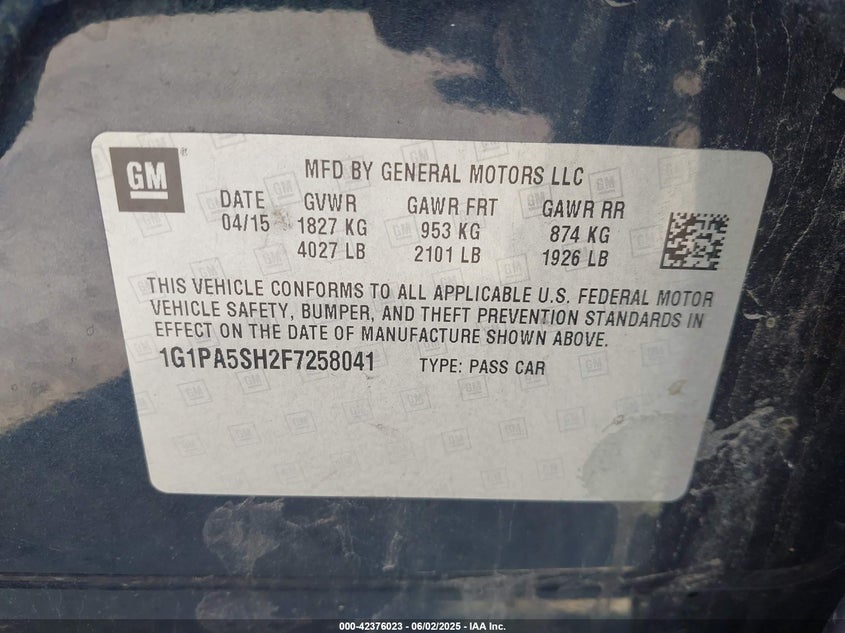 GM
MFD BY GENERAL MOTORS LLC
DATE GVWR GAWR FRT GAWR RR
04/15 1827 KG 953 KG 874 KG
4027 LB 2101 LB 1926 LB
THIS VEHICLE CONFORMS TO ALL APPLICABLE U.S. FEDERAL MOTOR
VEHICLE SAFETY, BUMPER, AND THEFT PREVENTION STANDARDS IN
EFFECT ON THE DATE OF MANUFACTURE SHOWN ABOVE.
1G1PA5SH2F7258041 TYPE: PASS CAR
000-42376023 - 06/02/2025 - IAA Inc.